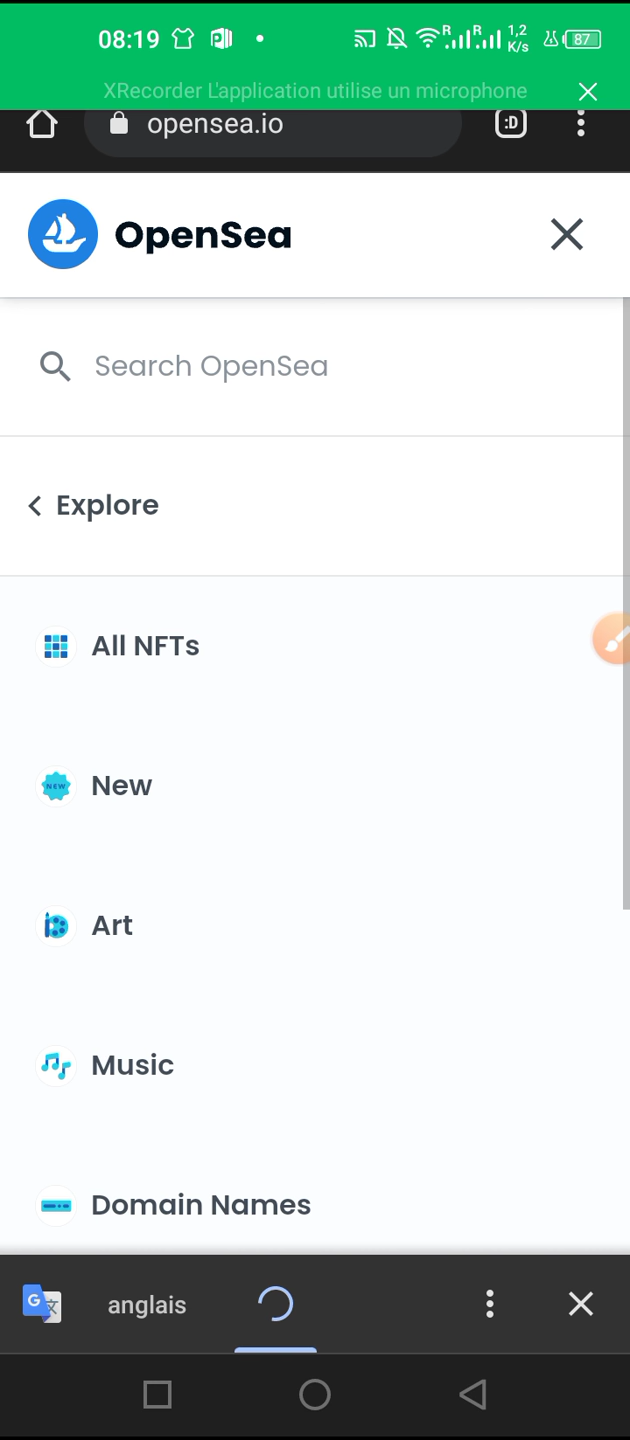 08:19
1,2 K/s
87
R R
XRecorder L'application utilise un microphone
opensea.io
:D
OpenSea
Search OpenSea
Explore
All NFTs
NEW
New
Art
Music
Domain Names
G
anglais